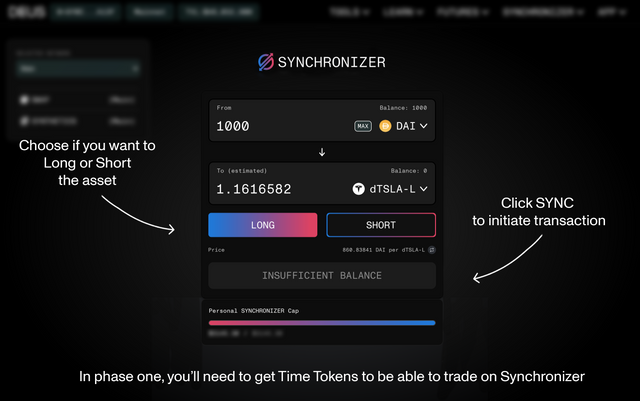 DEUS
TOOLS
LEARN
FUTURES
SYNCHRONIZER
APP
SYNCHRONIZER
From
Balance: 1000
1000
MAX
DAI
To (estimated)
Balance: 0
1.1616582
dTSLA-L
LONG
SHORT
Price
860.83841 DAI per dTSLA-L
INSUFFICIENT BALANCE
Personal SYNCHRONIZER Cap
Choose if you want to
Long or Short
the asset
Click SYNC
to initiate transaction
In phase one, you’ll need to get Time Tokens to be able to trade on Synchronizer